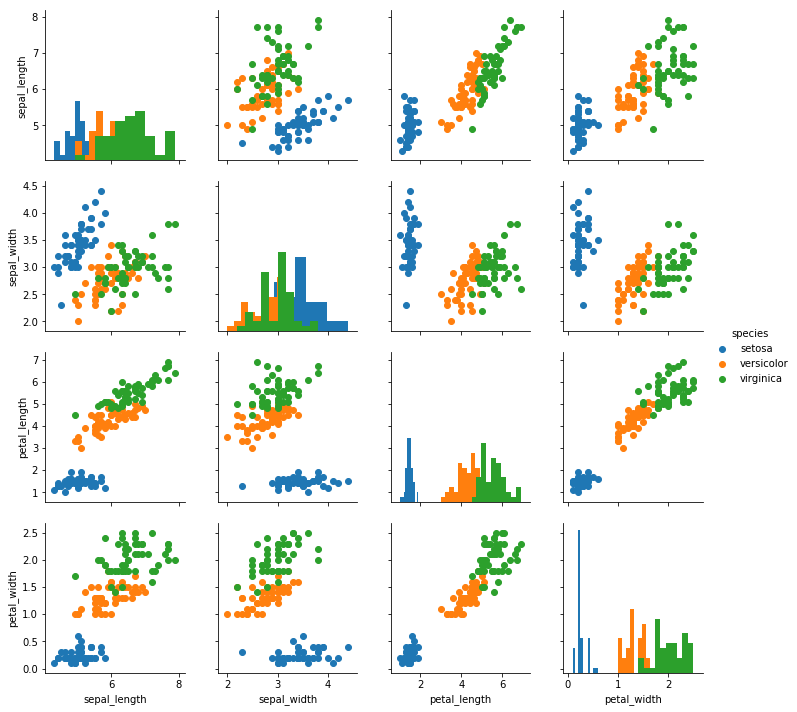 8
7
6
5
sepal_length
4.5
4.0
3.5
3.0
2.5
2.0
sepal_width
species
setosa
versicolor
virginica
7
6
5
4
3
2
1
petal_length
2.5
2.0
1.5
1.0
0.5
0.0
petal_width
6 8
2 3 4
2 4 6
0 1 2
sepal_length
sepal_width
petal_length
petal_width